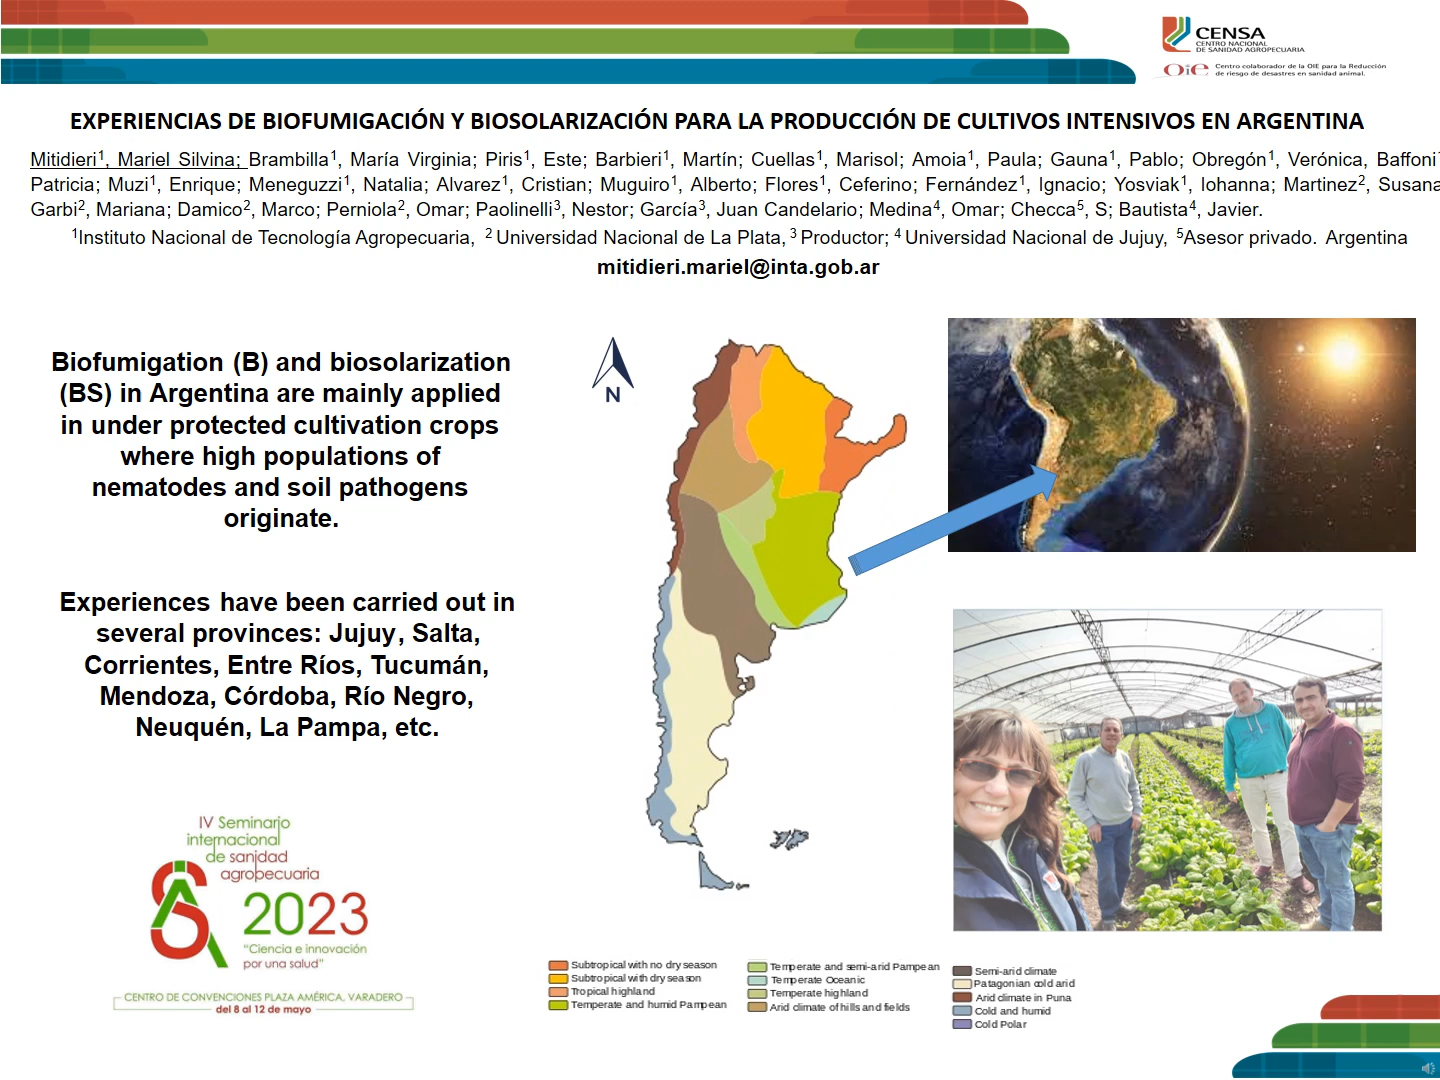 CENSA
CENTRO NACIONAL
DE SANIDAD AGROPECUARIA
Oie Centro colaborador de la OIE para la Reducción
de riesgo de desastres en sanidad animal.
EXPERIENCIAS DE BIOFUMIGACIÓN Y BIOSOLARIZACIÓN PARA LA PRODUCCIÓN DE CULTIVOS INTENSIVOS EN ARGENTINA
Mitidieri¹, Mariel Silvina; Brambilla¹, María Virginia; Piris¹, Este; Barbieri¹, Martín; Cuellas¹, Marisol; Amoia¹, Paula; Gauna¹, Pablo; Obregón¹, Verónica, Baffoni¹
Patricia; Muzi¹, Enrique; Meneguzzi¹, Natalia; Alvarez¹, Cristian; Muguiro¹, Alberto; Flores¹, Ceferino; Fernández¹, Ignacio; Yosviak¹, Iohanna; Martinez², Susana
Garbi², Mariana; Damico², Marco; Perniola², Omar; Paolinelli³, Nestor; García³, Juan Candelario; Medina⁴, Omar; Checca⁵, S; Bautista⁴, Javier.
¹Instituto Nacional de Tecnología Agropecuaria, ² Universidad Nacional de La Plata, ³ Productor; ⁴ Universidad Nacional de Jujuy, ⁵Asesor privado. Argentina
mitidieri.mariel@inta.gob.ar
Biofumigation (B) and biosolarization
(BS) in Argentina are mainly applied
in under protected cultivation crops
where high populations of
nematodes and soil pathogens
originate.
Experiences have been carried out in
several provinces: Jujuy, Salta,
Corrientes, Entre Ríos, Tucumán,
Mendoza, Córdoba, Río Negro,
Neuquén, La Pampa, etc.
N
IV Seminario
internacional
de sanidad
agropecuaria
2023
"Ciencia e innovación
por una salud"
CENTRO DE CONVENCIONES PLAZA AMÉRICA, VARADERO
del 8 al 12 de mayo
Subtropical with no dry season
Subtropical with dry season
Tropical highland
Temperate and humid Pampean
Temperate and semi-arid Pampean
Temperate Oceanic
Temperate highland
Arid climate of hills and fields
Semi-arid climate
Patagonian cold arid
Arid climate in Puna
Cold and humid
Cold Polar